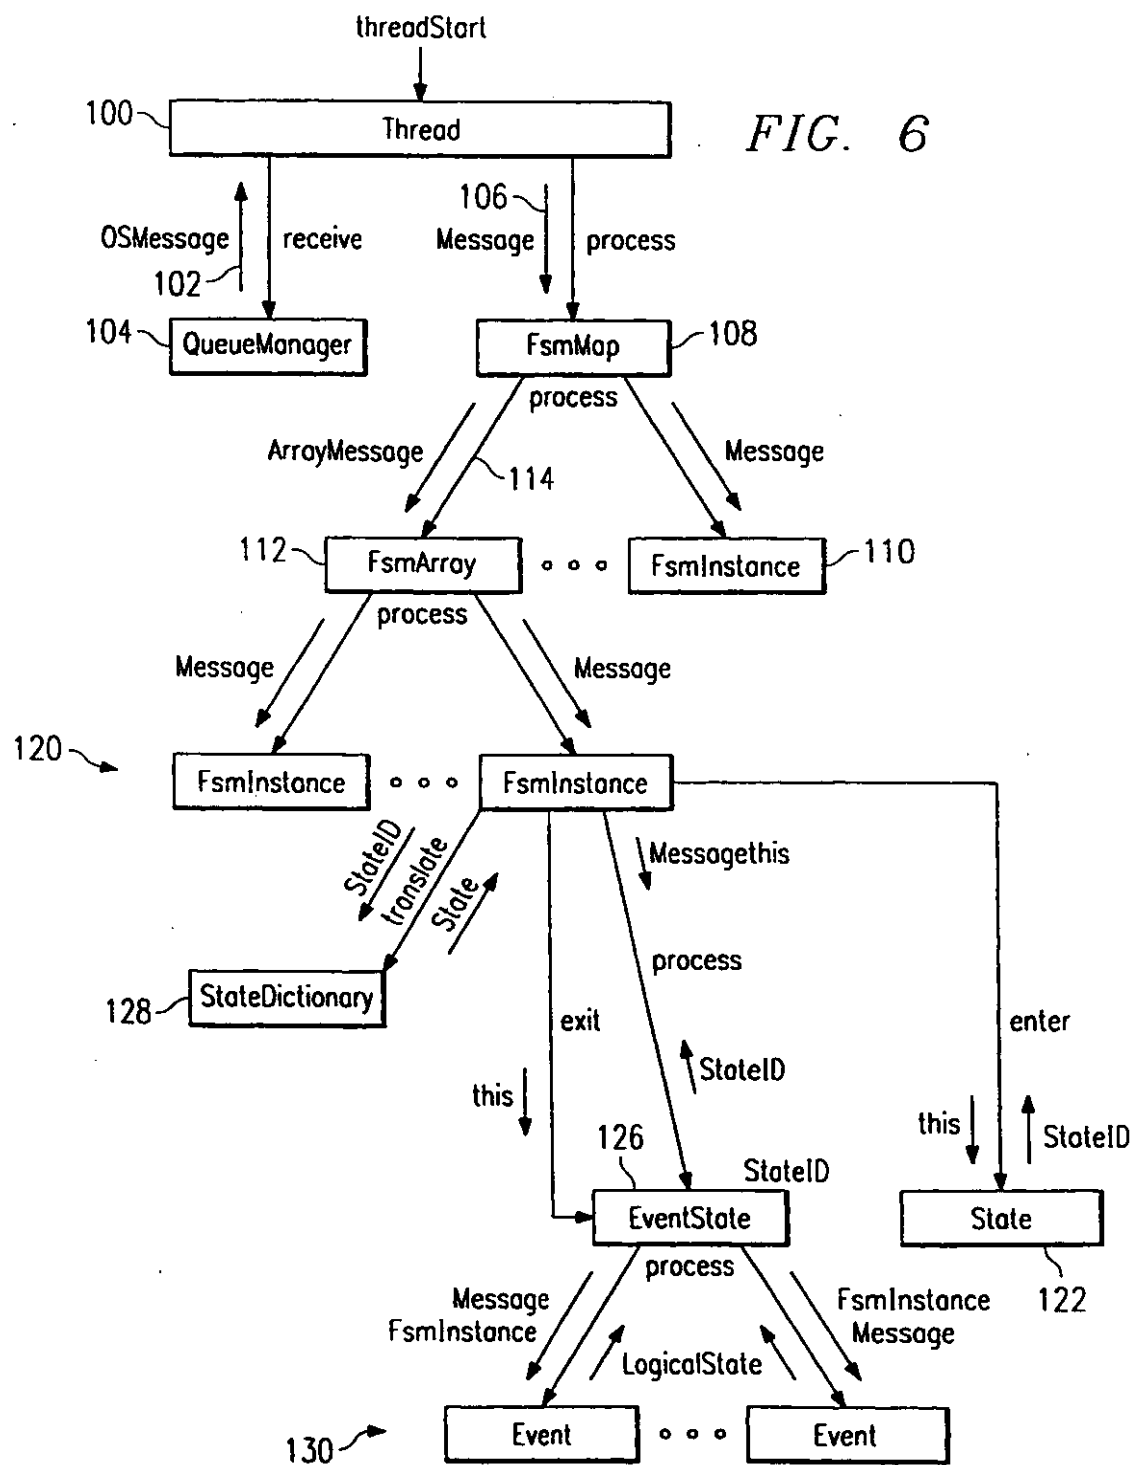 threadStart
100
Thread
FIG. 6
106
OSMessage
receive
Message
process
102
104
QueueManager
FsmMap
108
process
ArrayMessage
Message
114
112
FsmArray
FsmInstance
110
process
Message
Message
120
FsmInstance
FsmInstance
StateID
translate
State
Messagethis
process
StateDictionary
128
exit
enter
StateID
this
this
StateID
126
StateID
EventState
State
process
122
Message
FsmInstance
FsmInstance
Message
LogicalState
Event
Event
130